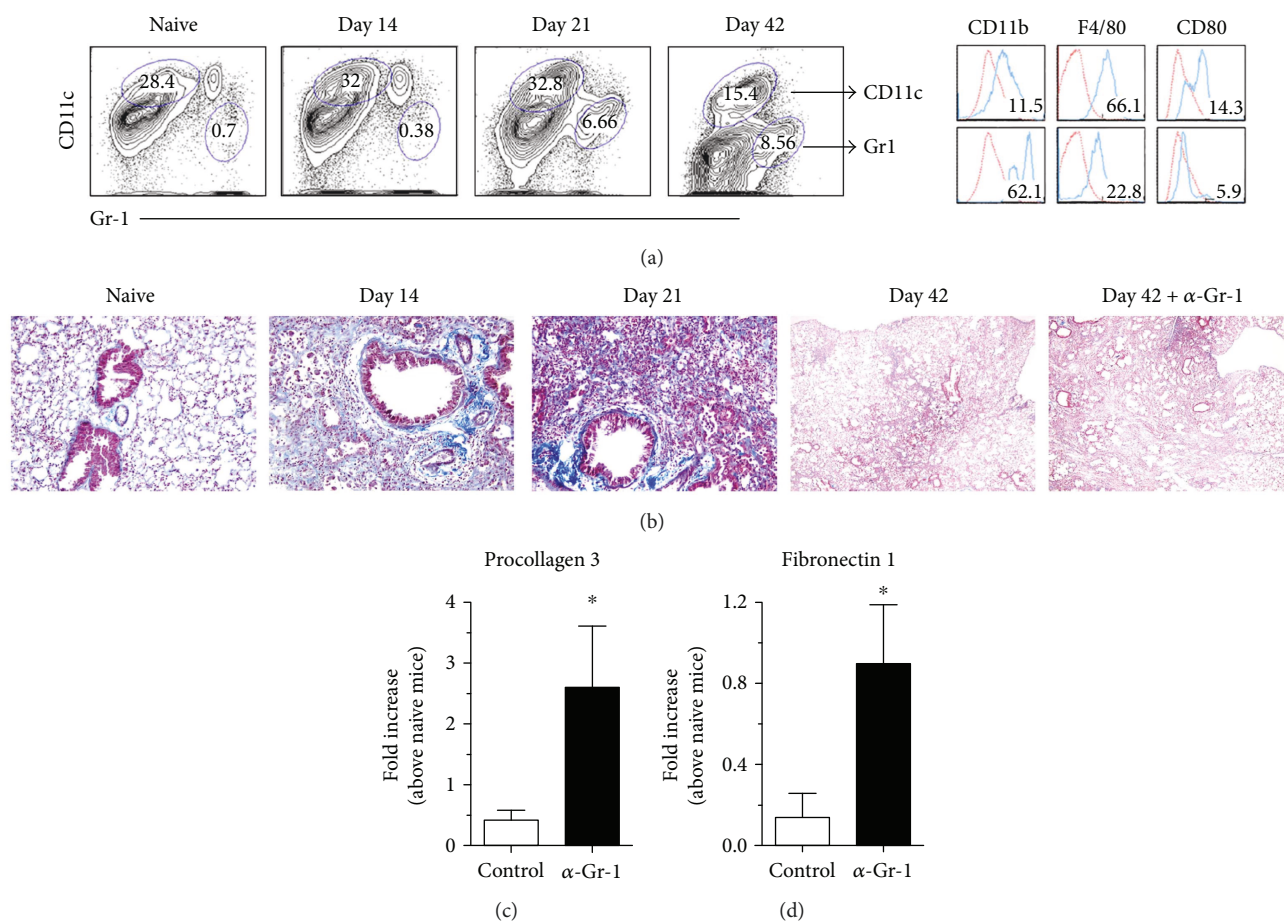 Naive Day 14 Day 21 Day 42 CD11b F4/80 CD80
CD11c
28.4 32 32.8 15.4 CD11c 11.5 66.1 14.3
0.7 0.38 6.66 8.56 Gr1 62.1 22.8 5.9
Gr-1
(a)
Naive Day 14 Day 21 Day 42 Day 42 + α-Gr-1
(b)
Procollagen 3
Fold increase
(above naive mice)
4
3
2
1
0
*
Control α-Gr-1
(c)
Fibronectin 1
Fold increase
(above naive mice)
1.2
0.8
0.4
0.0
*
Control α-Gr-1
(d)